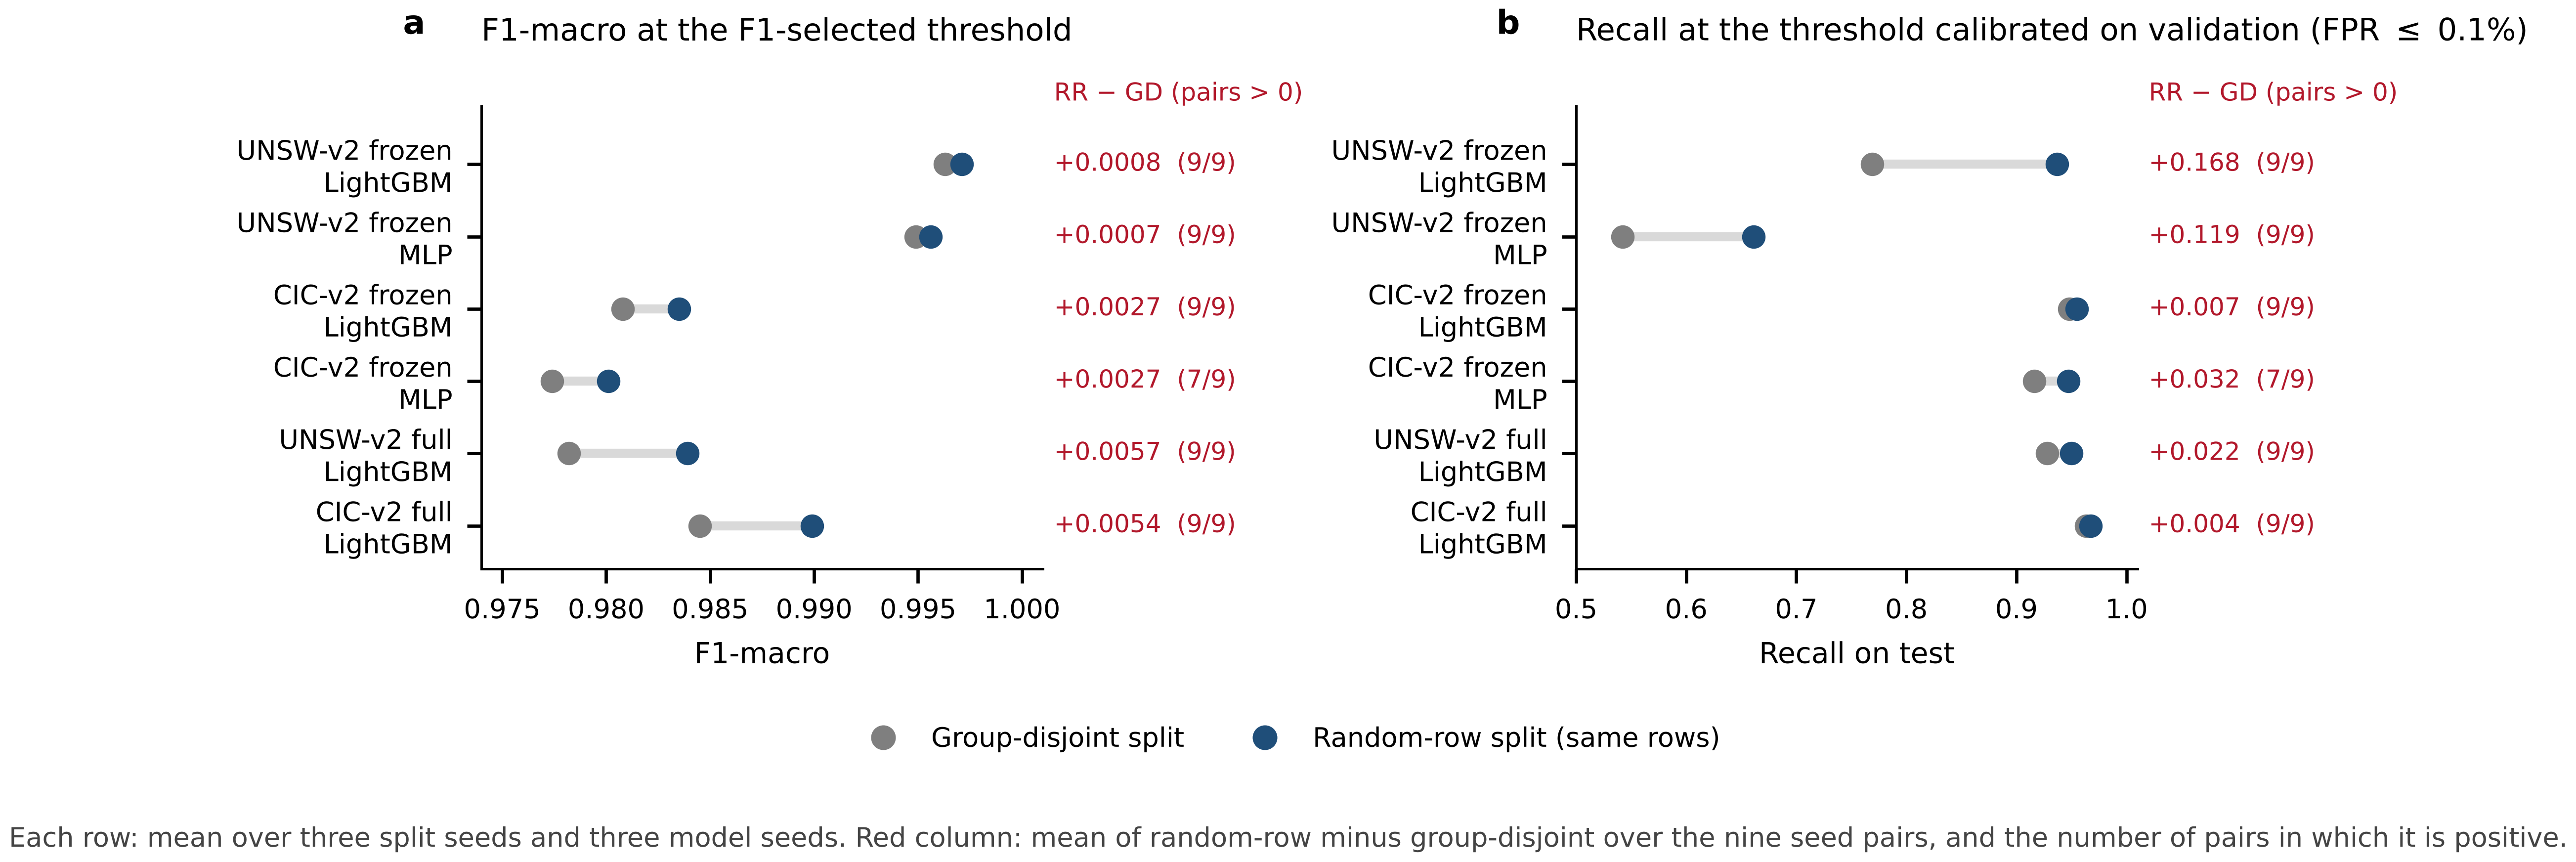 a F1-macro at the F1-selected threshold
RR − GD (pairs > 0)
UNSW-v2 frozen
LightGBM
+0.0008 (9/9)
UNSW-v2 frozen
MLP
+0.0007 (9/9)
CIC-v2 frozen
LightGBM
+0.0027 (9/9)
CIC-v2 frozen
MLP
+0.0027 (7/9)
UNSW-v2 full
LightGBM
+0.0057 (9/9)
CIC-v2 full
LightGBM
+0.0054 (9/9)
0.975 0.980 0.985 0.990 0.995 1.000
F1-macro
b Recall at the threshold calibrated on validation (FPR ≤ 0.1%)
RR − GD (pairs > 0)
UNSW-v2 frozen
LightGBM
+0.168 (9/9)
UNSW-v2 frozen
MLP
+0.119 (9/9)
CIC-v2 frozen
LightGBM
+0.007 (9/9)
CIC-v2 frozen
MLP
+0.032 (7/9)
UNSW-v2 full
LightGBM
+0.022 (9/9)
CIC-v2 full
LightGBM
+0.004 (9/9)
0.5 0.6 0.7 0.8 0.9 1.0
Recall on test
Group-disjoint split
Random-row split (same rows)
Each row: mean over three split seeds and three model seeds. Red column: mean of random-row minus group-disjoint over the nine seed pairs, and the number of pairs in which it is positive.